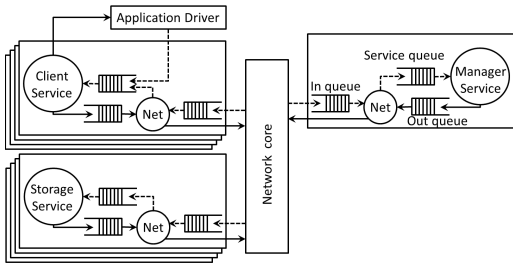 Application Driver
Client
Service
Net
Storage
Service
Net
Network core
In queue
Service queue
Net
Manager
Service
Out queue